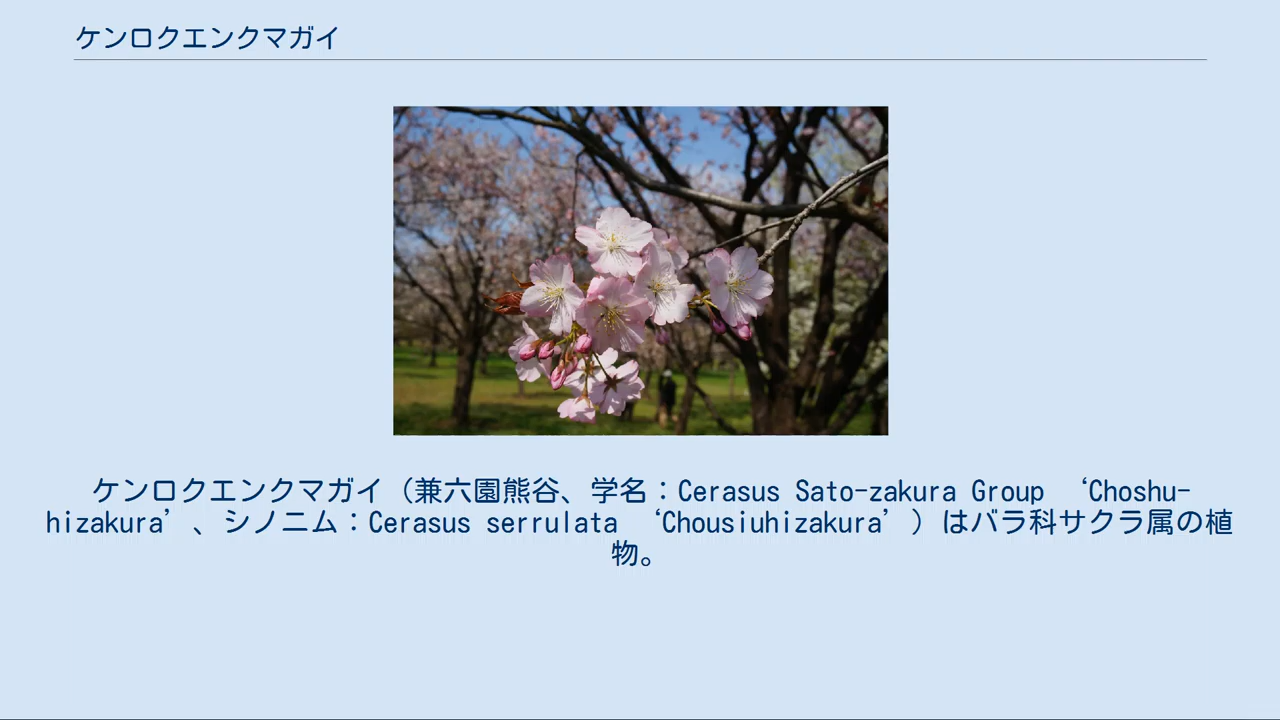 ケンロクエンクマガイ
ケンロクエンクマガイ（兼六園熊谷、学名：Cerasus Sato-zakura Group ‘Choshu-
hizakura’、シノニム：Cerasus serrulata ‘Chousiuhizakura’）はバラ科サクラ属の植
物。